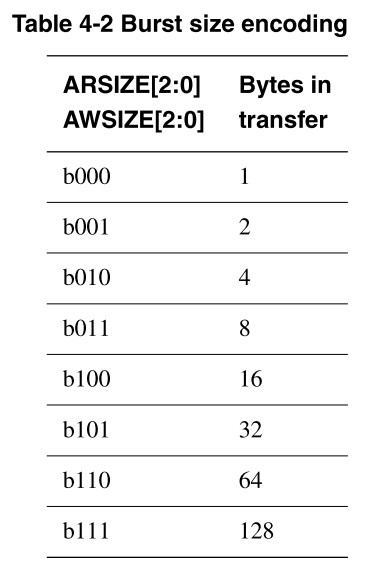 Table 4-2 Burst size encoding
ARSIZE[2:0] Bytes in
AWSIZE[2:0] transfer
b000 1
b001 2
b010 4
b011 8
b100 16
b101 32
b110 64
b111 128